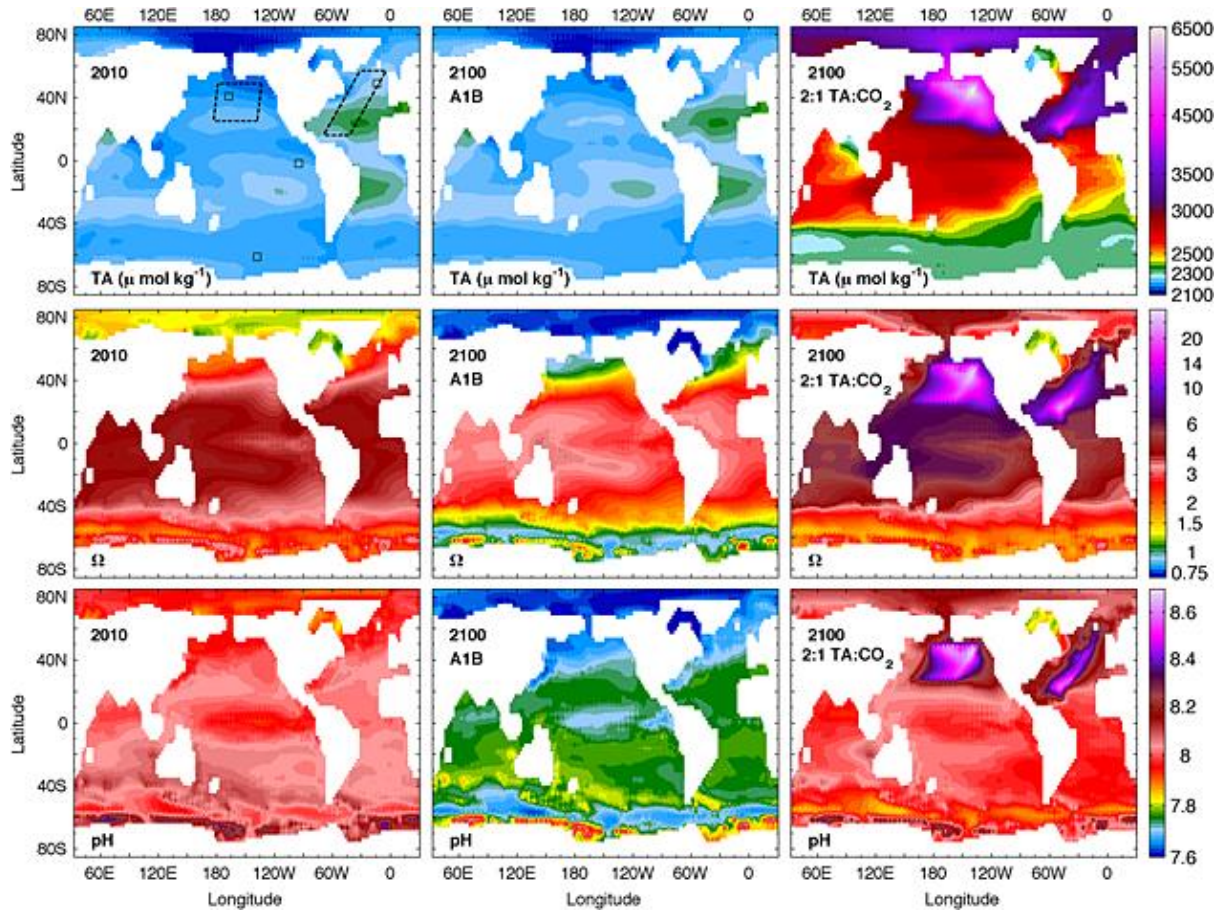 60E 120E 180 120W 60W 0 60E 120E 180 120W 60W 0 60E 120E 180 120W 60W 0
80N
40N
0
40S
80S
Latitude
2010
TA (μ mol kg⁻¹)
2100
A1B
TA (μ mol kg⁻¹)
2100
2:1 TA:CO₂
TA (μ mol kg⁻¹)
6500
5500
4500
3500
3000
2500
2300
2100
80N
40N
0
40S
80S
Latitude
2010
Ω
2100
A1B
Ω
2100
2:1 TA:CO₂
Ω
20
14
10
6
4
3
2
1.5
1
0.75
80N
40N
0
40S
80S
Latitude
2010
pH
2100
A1B
pH
2100
2:1 TA:CO₂
pH
8.6
8.4
8.2
8
7.8
7.6
60E 120E 180 120W 60W 0 60E 120E 180 120W 60W 0 60E 120E 180 120W 60W 0
Longitude Longitude Longitude